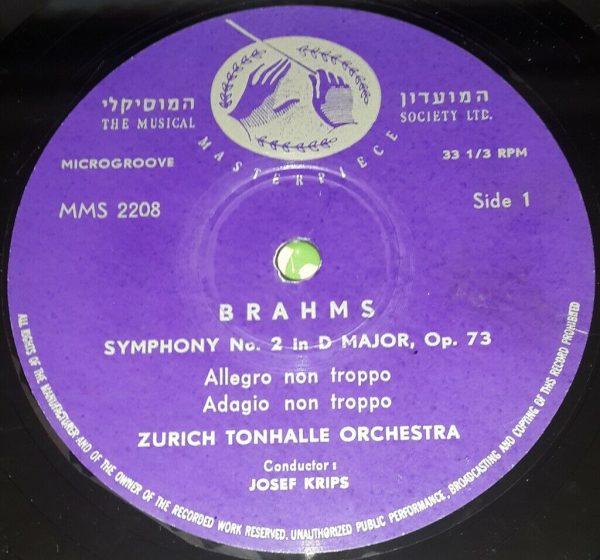 המוסיקלי המועדון
THE MUSICAL MASTERPIECE SOCIETY LTD.
MICROGROOVE 33 1/3 RPM
MMS 2208 Side 1
BRAHMS
SYMPHONY No. 2 in D MAJOR, Op. 73
Allegro non troppo
Adagio non troppo
ZURICH TONHALLE ORCHESTRA
Conductor:
JOSEF KRIPS
ALL RIGHTS OF THE MANUFACTURER AND OF THE OWNER OF THE RECORDED WORK RESERVED. UNAUTHORIZED PUBLIC PERFORMANCE, BROADCASTING AND COPYING OF THIS RECORD PROHIBITED